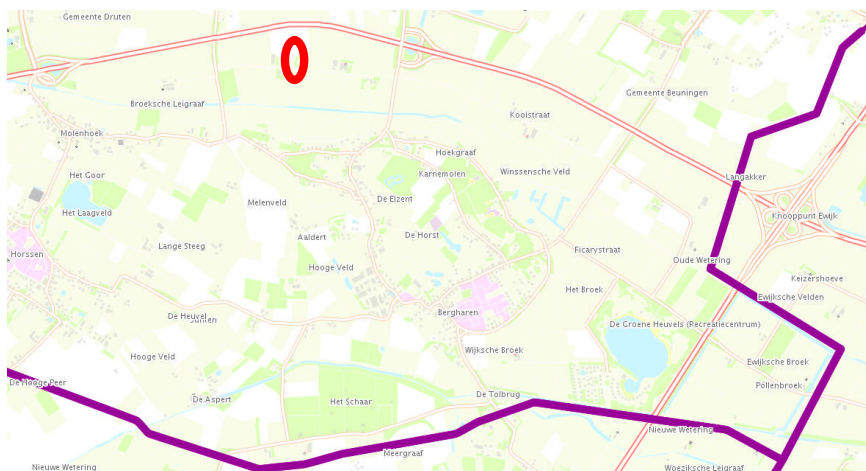 Gemeente Druten
Gemeente Beuningen
Broeksche Leigraaf
Kooistraat
Molenhoek
Hoekgraaf
Karnemolen
Winssensche Veld
Langakker
Het Goor
De Elzent
Melenveld
Het Laagveld
Knooppunt Ewijk
Aaldert
De Horst
Lange Steeg
Horssen
Ficarystraat
Oude Wetering
Hooge Veld
Keizershoeve
Het Broek
Ewijksche Velden
Bergharen
De Heuvel
De Groene Heuvels (Recreatiecentrum)
Wijksche Broek
Hooge Veld
Ewijksche Broek
De Hooge Peer
Pollenbroek
De Tolbrug
De Aspert
Het Schaar
Nieuwe Wetering
Meergraaf
Nieuwe Wetering
Woeziksche Leigraaf